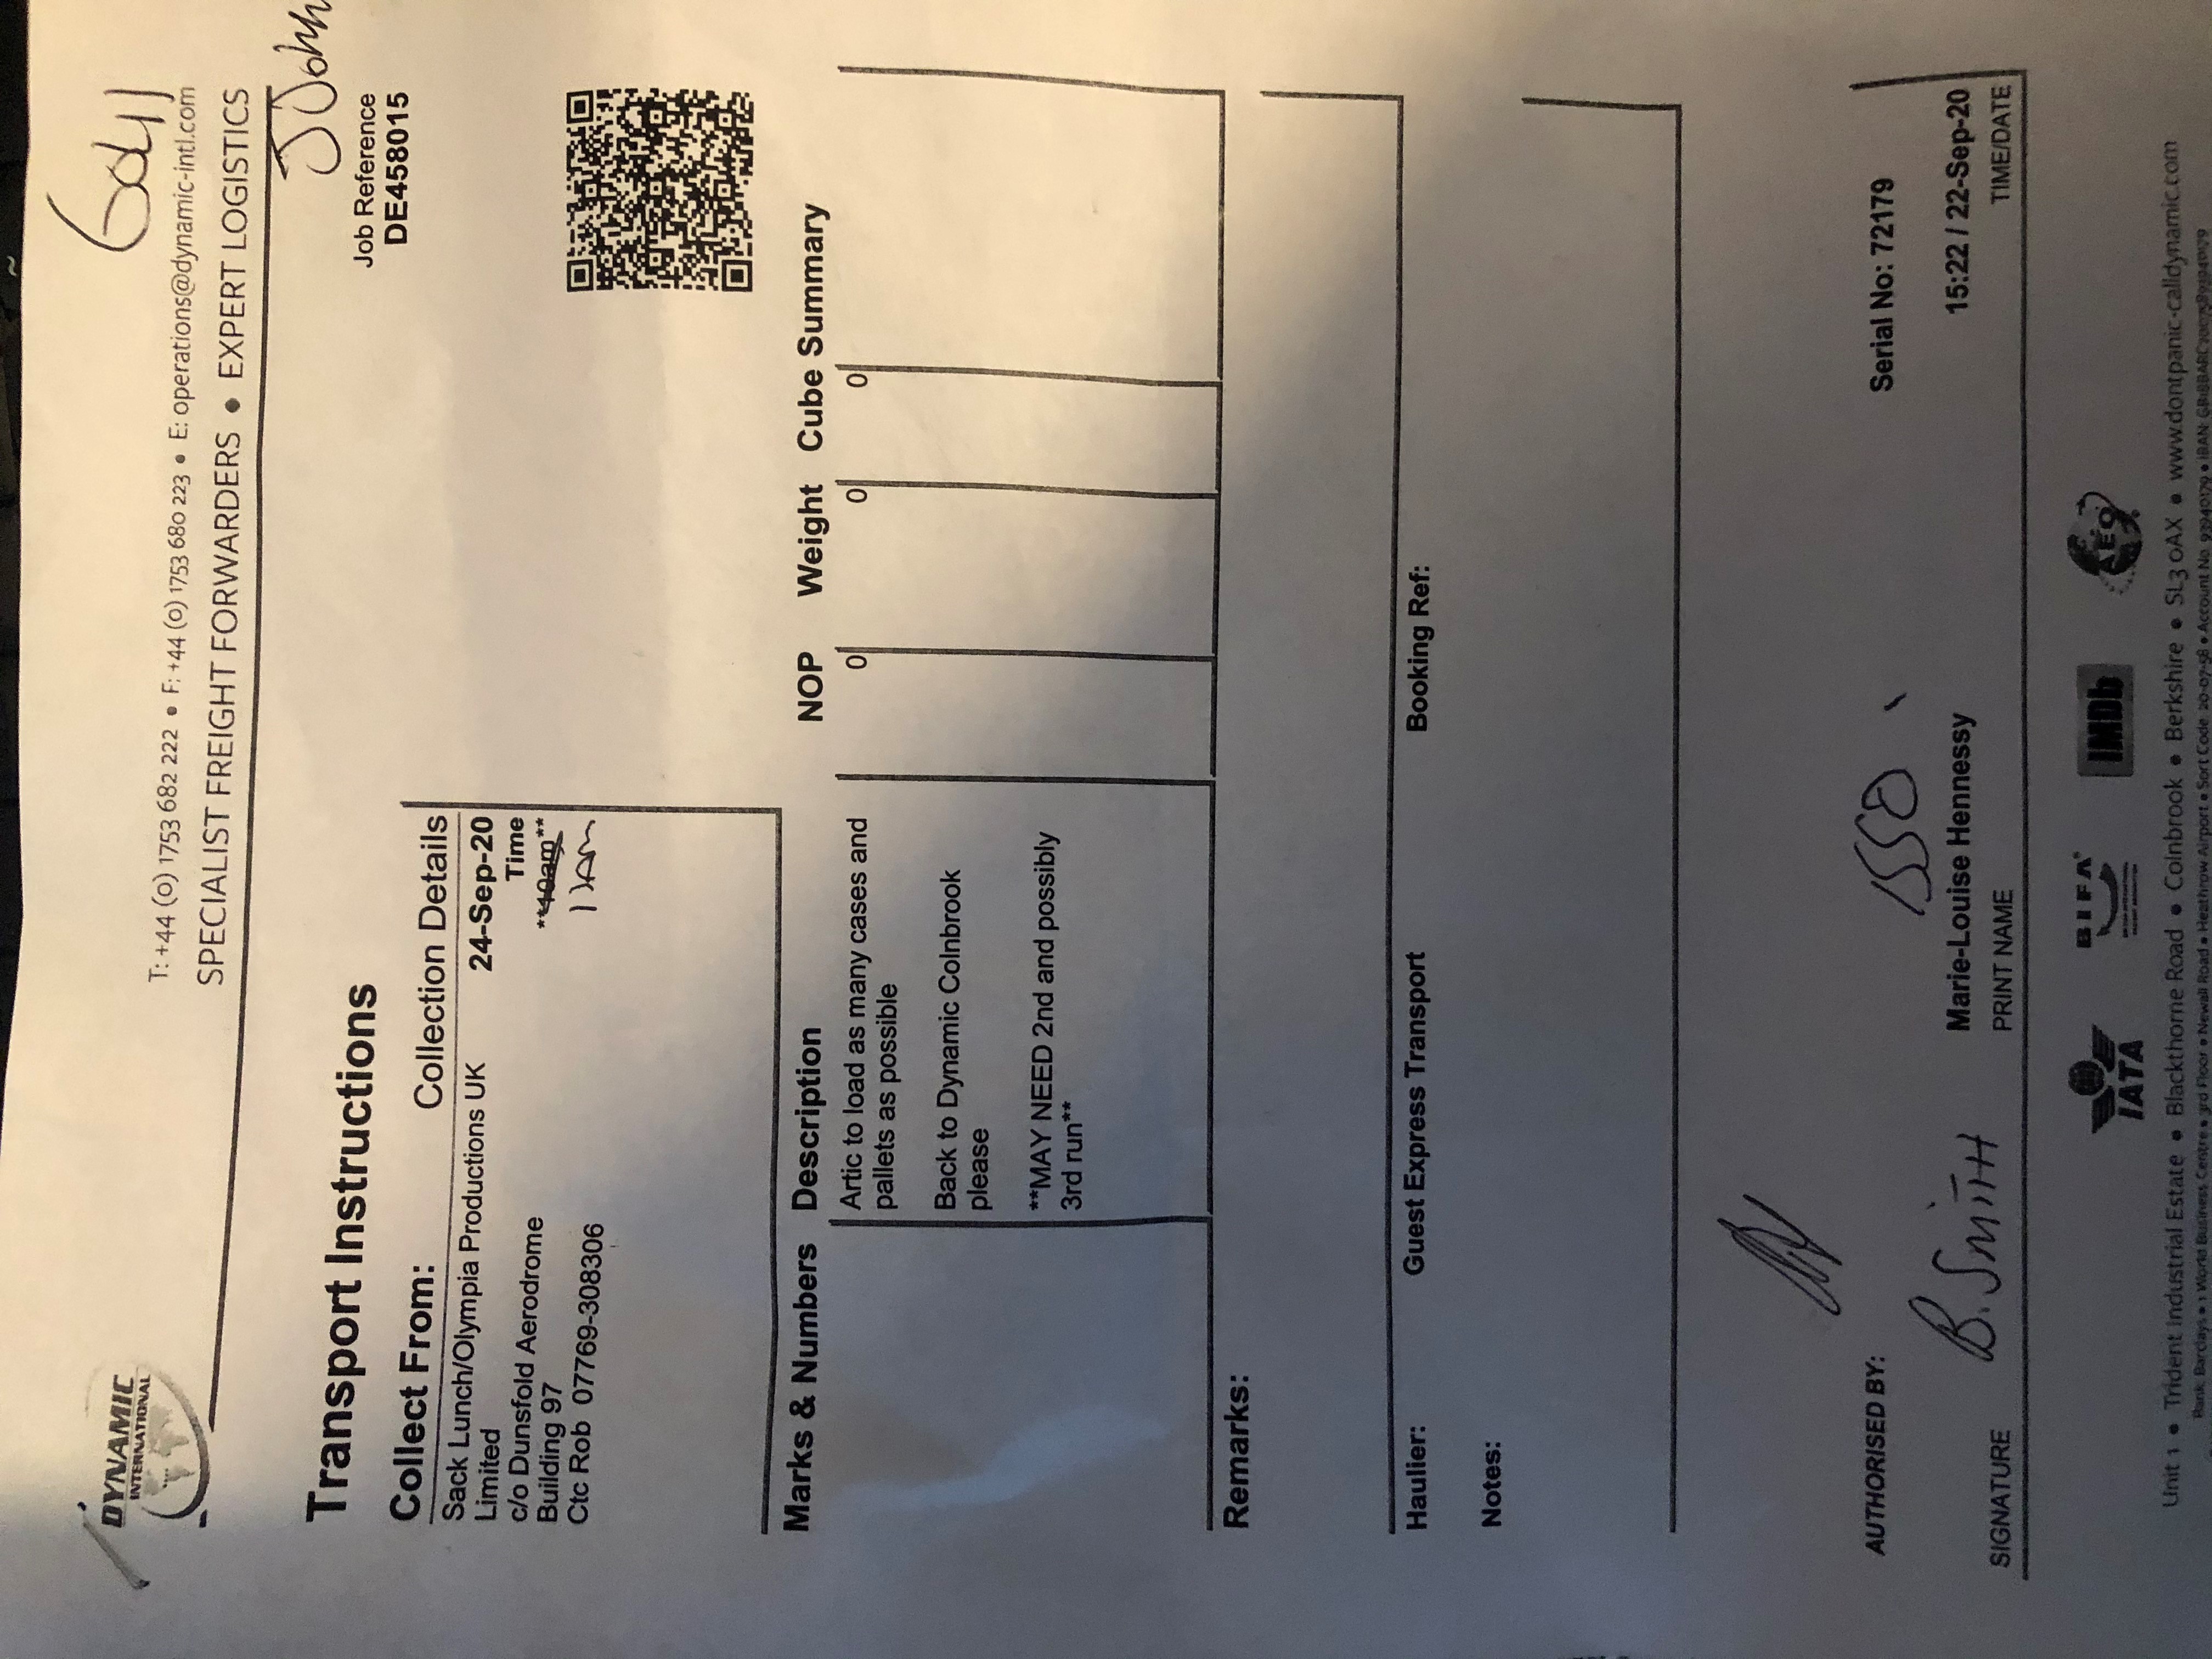 6041
DYNAMIC
INTERNATIONAL
T: +44 (0) 1753 682 222 • F: +44 (0) 1753 680 223 • E: operations@dynamic-intl.com
SPECIALIST FREIGHT FORWARDERS • EXPERT LOGISTICS
John
Transport Instructions
Job Reference
DE458015
Collect From:
Collection Details
Sack Lunch/Olympia Productions UK
Limited
c/o Dunsfold Aerodrome
Building 97
Ctc Rob 07769-308306
24-Sep-20
Time
**10am**
11AM
Marks & Numbers Description NOP Weight Cube Summary
Artic to load as many cases and 0 0 0
pallets as possible
Back to Dynamic Colnbrook
please
**MAY NEED 2nd and possibly
3rd run**
Remarks:
Haulier: Guest Express Transport Booking Ref:
Notes:
AUTHORISED BY:
1550
Serial No: 72179
B. SmiTH
Marie-Louise Hennessy
15:22 / 22-Sep-20
SIGNATURE PRINT NAME TIME/DATE
IATA
BIFA
IMDb
AEO
Unit 1 • Trident Industrial Estate • Blackthorne Road • Colnbrook • Berkshire • SL3 0AX • www.dontpanic-calldynamic.com
Bank: Barclays • 1 World Business Centre • 3rd Floor • Newall Road • Heathrow Airport • Sort Code 20-07-58 • Account No.